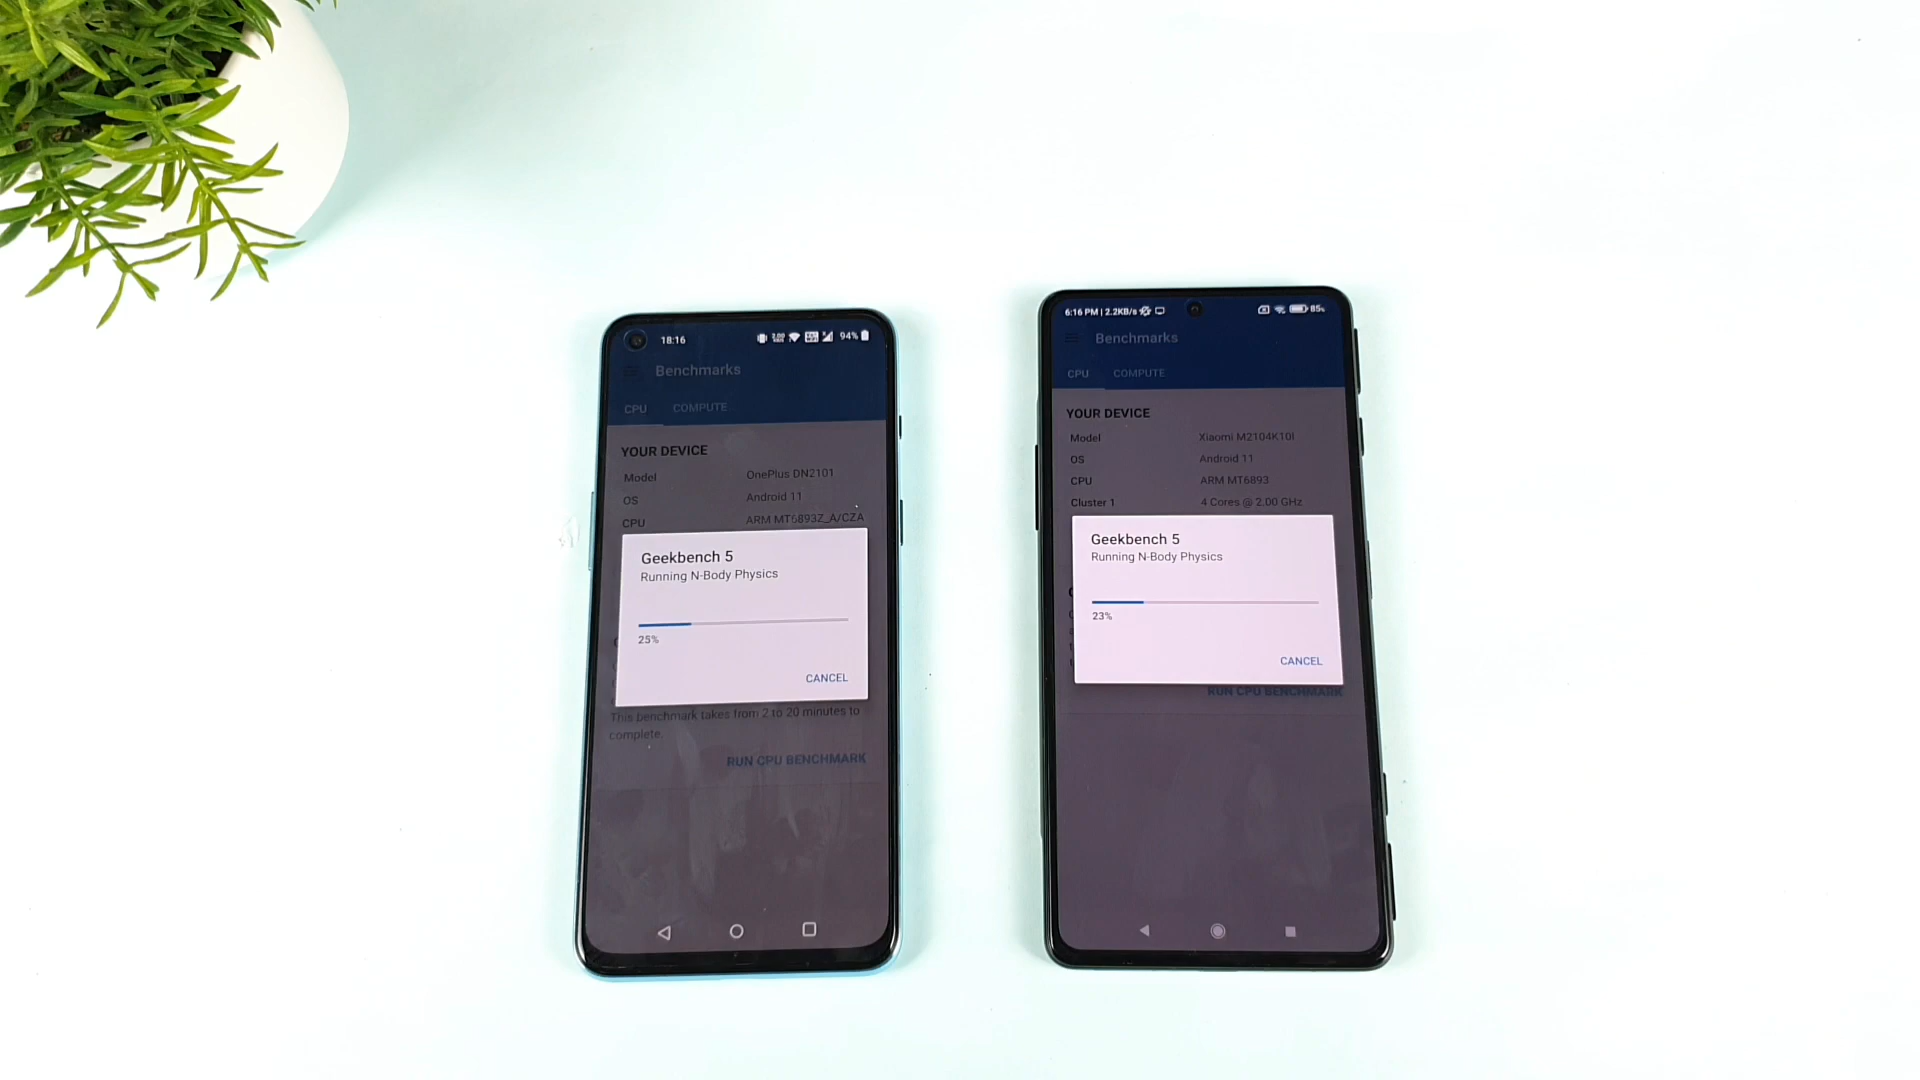 18:16
94%
Benchmarks
CPU COMPUTE
YOUR DEVICE
Model OnePlus DN2101
OS Android 11
CPU ARM MT6893Z_A/CZA
Geekbench 5
Running N-Body Physics
25%
CANCEL
This benchmark takes from 2 to 20 minutes to
complete.
RUN CPU BENCHMARK
6:16 PM | 2.2KB/s
85%
Benchmarks
CPU COMPUTE
YOUR DEVICE
Model Xiaomi M2104K10I
OS Android 11
CPU ARM MT6893
Cluster 1 4 Cores @ 2.00 GHz
Geekbench 5
Running N-Body Physics
23%
CANCEL
RUN CPU BENCHMARK